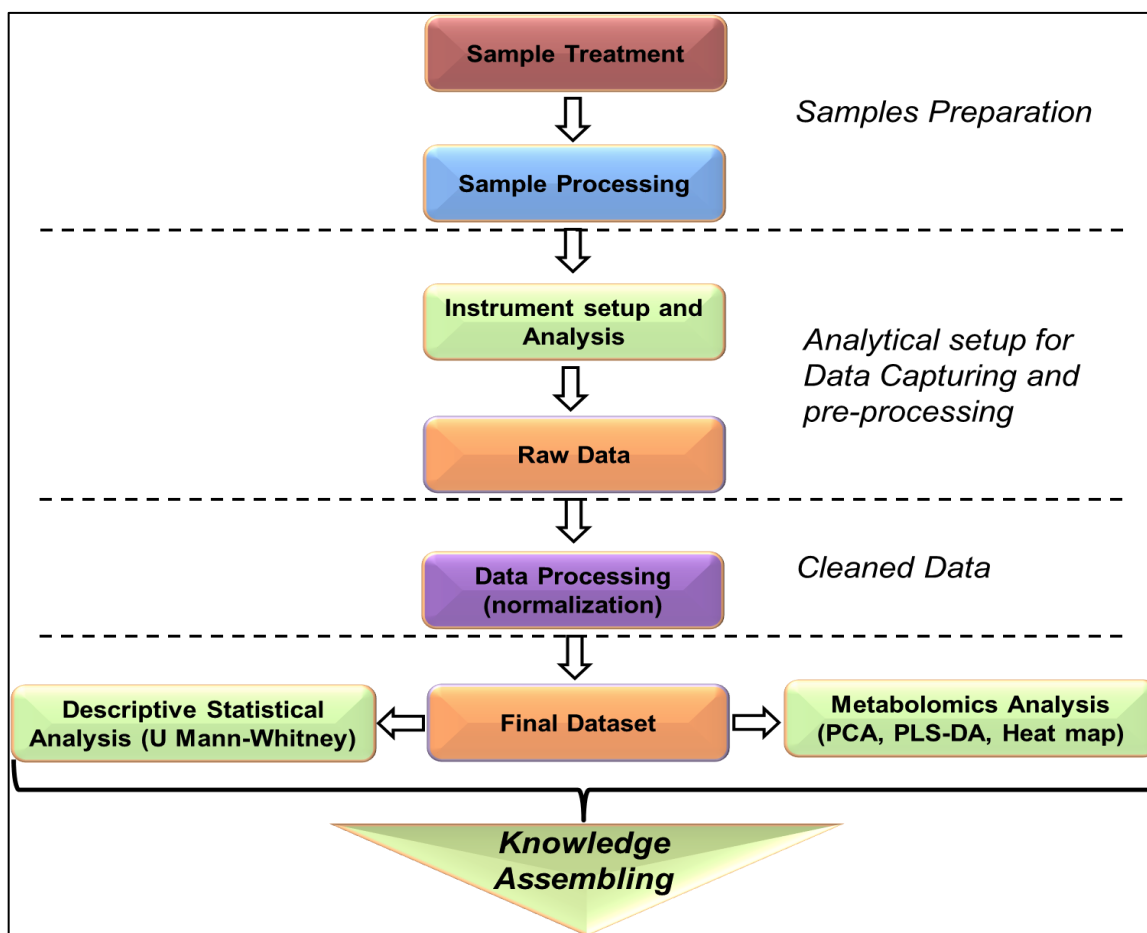 Sample Treatment
Samples Preparation
Sample Processing
Instrument setup and
Analysis
Analytical setup for
Data Capturing and
pre-processing
Raw Data
Data Processing
(normalization)
Cleaned Data
Descriptive Statistical
Analysis (U Mann-Whitney)
Final Dataset
Metabolomics Analysis
(PCA, PLS-DA, Heat map)
Knowledge
Assembling